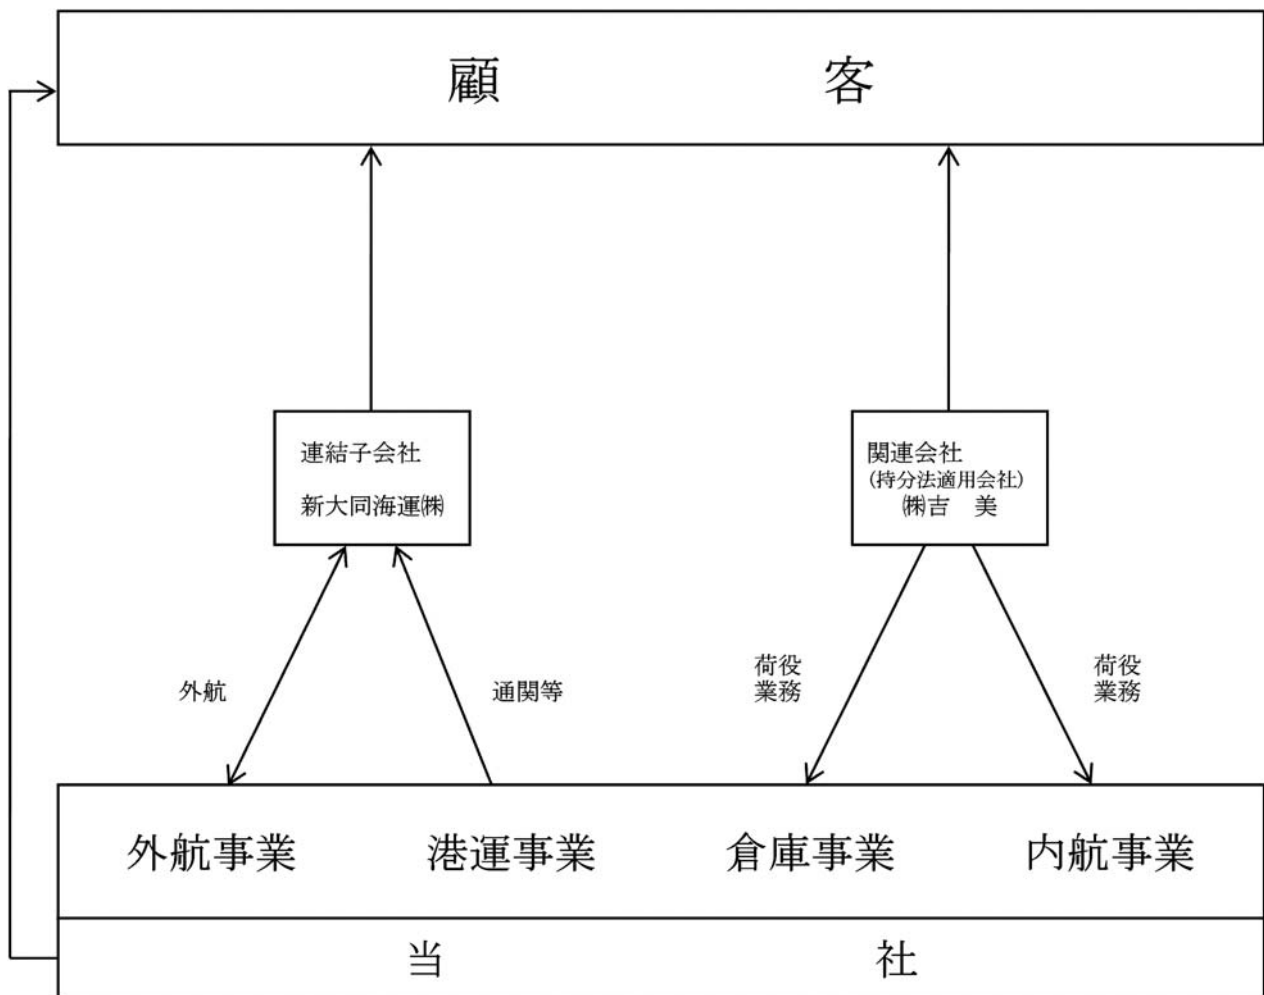 顧　客
連結子会社
新大同海運㈱
関連会社
(持分法適用会社)
㈱吉　美
外航
通関等
荷役
業務
荷役
業務
外航事業
港運事業
倉庫事業
内航事業
当　社